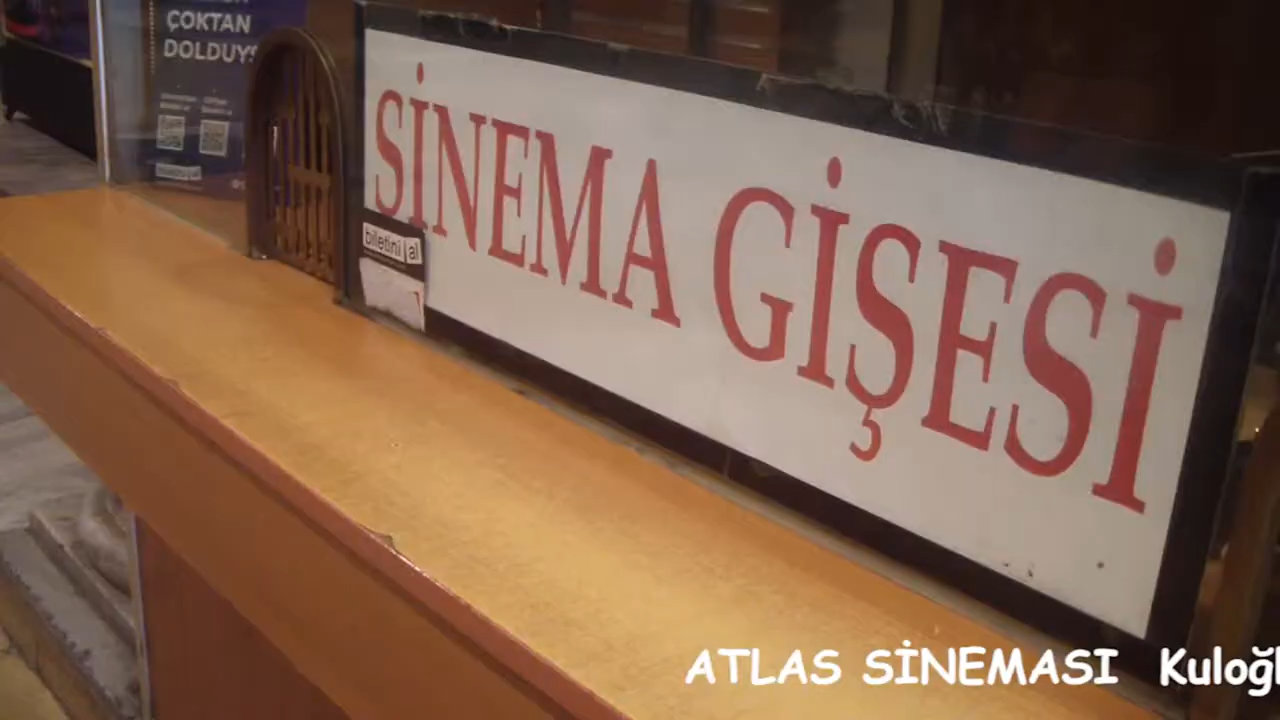 ÇOKTAN
DOLDUYS
SİNEMA GİŞESİ
biletini al
ATLAS SİNEMASI Kuloğl